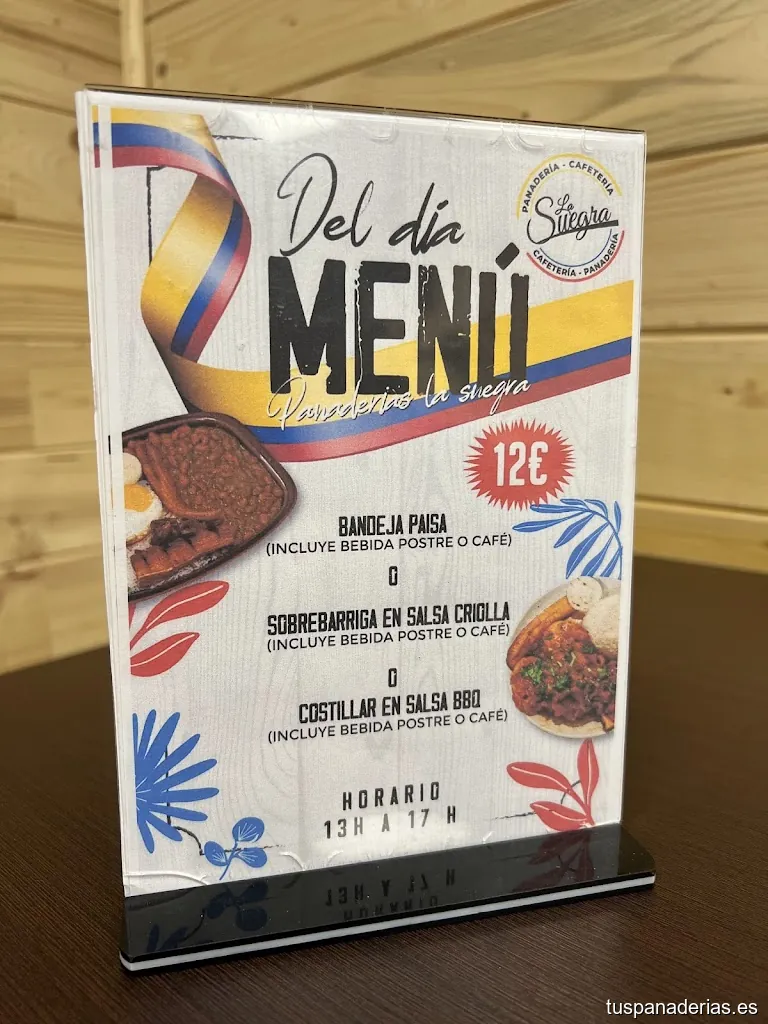 Del día
MENÚ
Panaderías la suegra
PANADERÍA - CAFETERÍA
La
Suegra
CAFETERÍA - PANADERÍA
12€
BANDEJA PAISA
(INCLUYE BEBIDA POSTRE O CAFÉ)
O
SOBREBARRIGA EN SALSA CRIOLLA
(INCLUYE BEBIDA POSTRE O CAFÉ)
O
COSTILLAR EN SALSA BBQ
(INCLUYE BEBIDA POSTRE O CAFÉ)
HORARIO
13H A 17 H
tuspanaderias.es